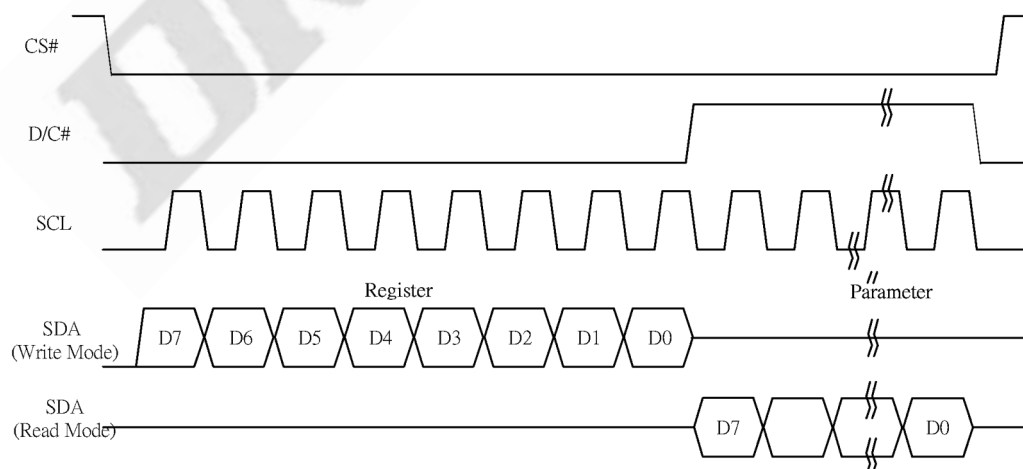 CS#
D/C#
SCL
Register
Parameter
SDA
(Write Mode)
D7 D6 D5 D4 D3 D2 D1 D0
SDA
(Read Mode)
D7 D0